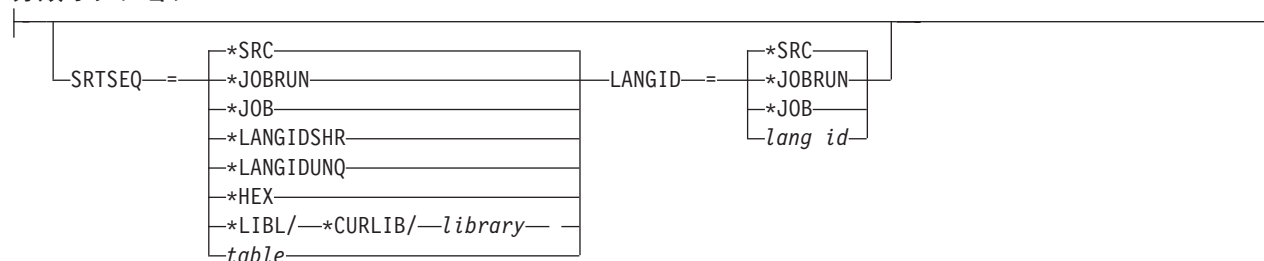 *SRC *SRC
SRTSEQ = *JOBRUN LANGID = *JOBRUN
*JOB *JOB
*LANGIDSHR lang id
*LANGIDUNQ
*HEX
*LIBL/ *CURLIB/ library
table